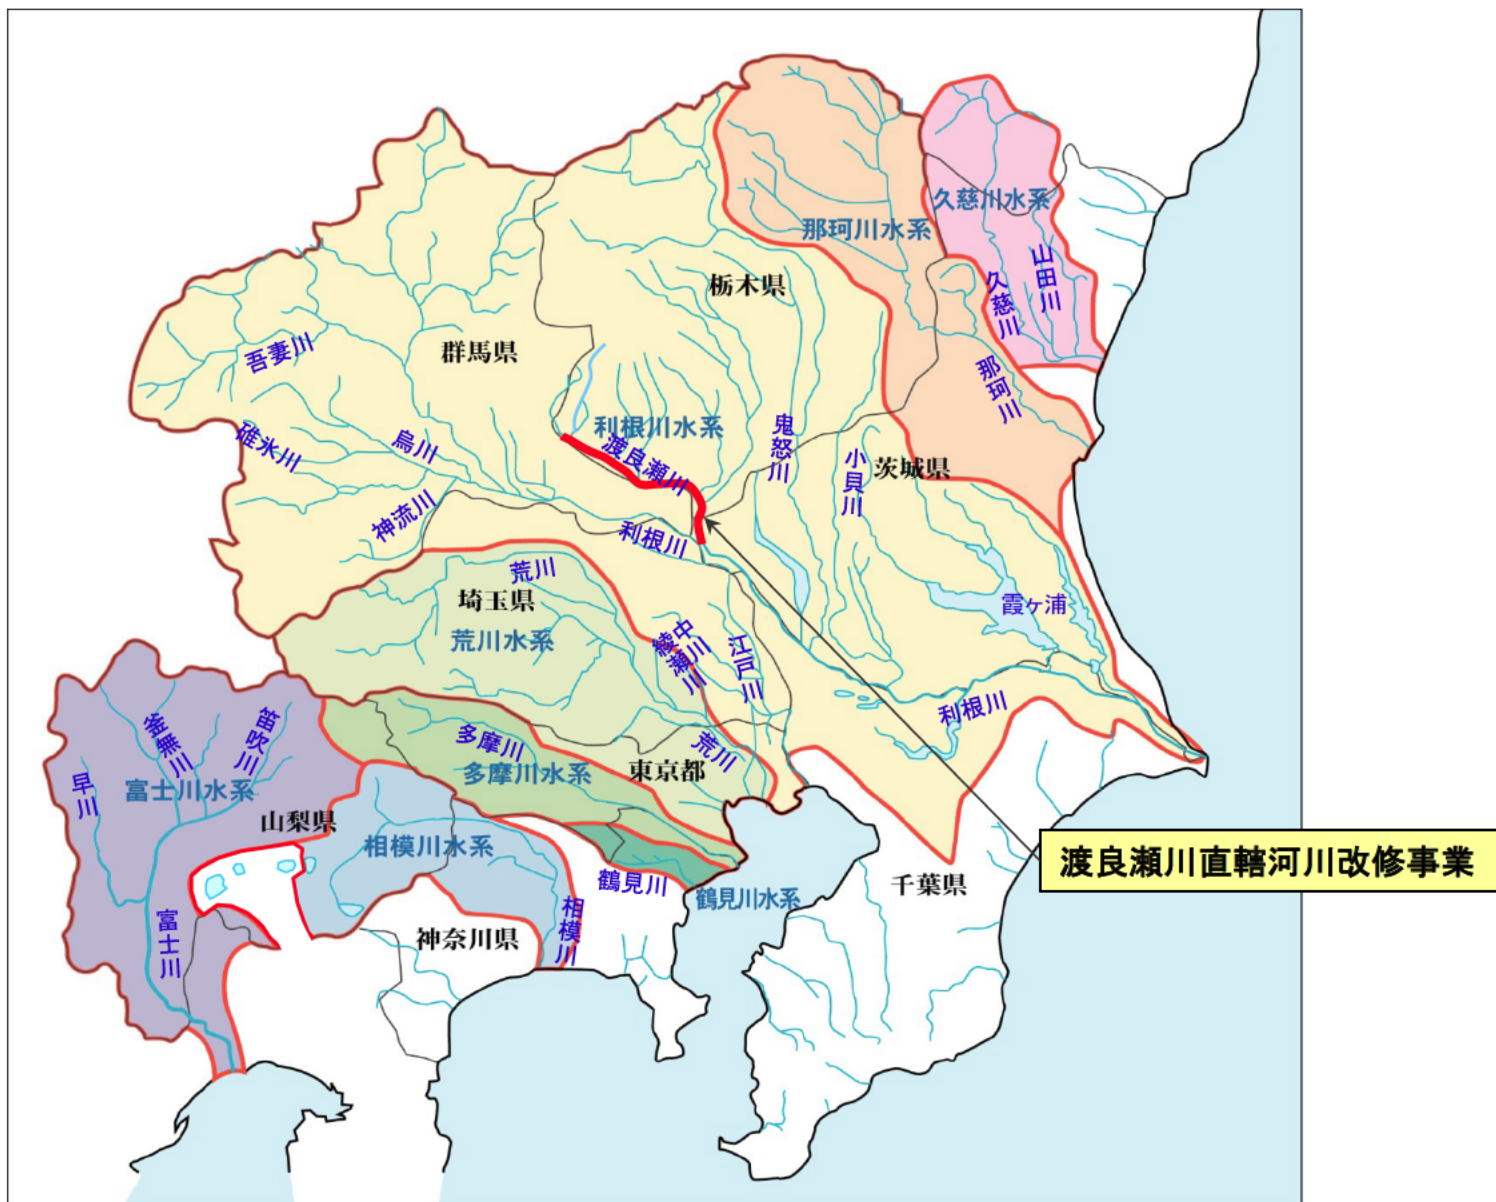 久慈川水系
那珂川水系
山田川
久慈川
栃木県
群馬県
吾妻川
那珂川
利根川水系
鬼怒川
碓氷川
烏川
渡良瀬川
小貝川
茨城県
神流川
利根川
荒川
埼玉県
荒川水系
霞ヶ浦
綾瀬川
中川
江戸川
利根川
釜無川
笛吹川
早川
富士川水系
多摩川
多摩川水系
荒川
東京都
山梨県
相模川水系
渡良瀬川直轄河川改修事業
鶴見川
鶴見川水系
千葉県
富士川
神奈川県
相模川